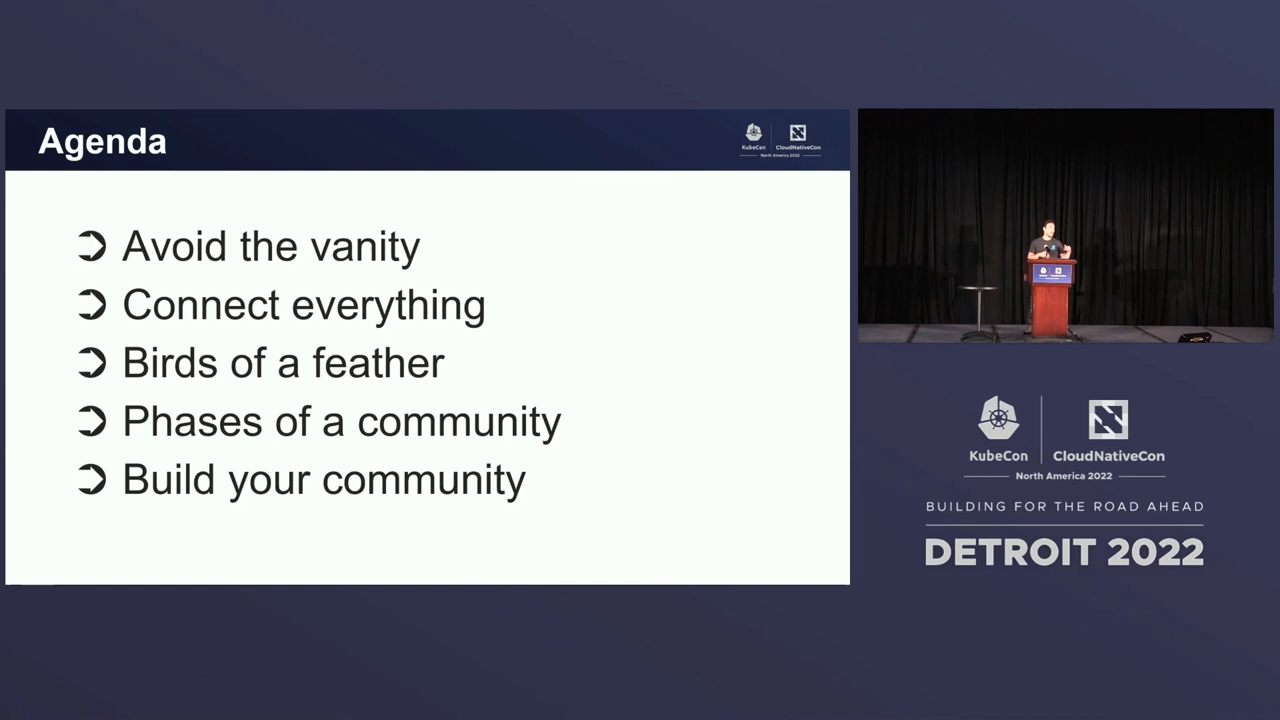 Agenda
KubeCon
CloudNativeCon
North America 2022
Avoid the vanity
Connect everything
Birds of a feather
Phases of a community
Build your community
KubeCon
CloudNativeCon
North America 2022
BUILDING FOR THE ROAD AHEAD
DETROIT 2022